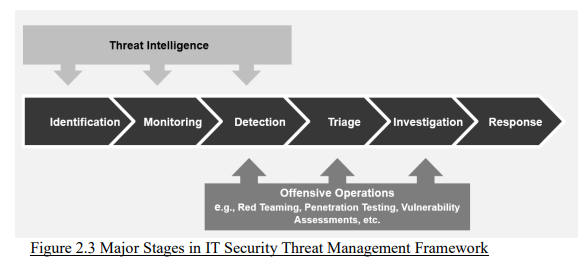 Threat Intelligence
Identification
Monitoring
Detection
Triage
Investigation
Response
Offensive Operations
e.g., Red Teaming, Penetration Testing, Vulnerability
Assessments, etc.
Figure 2.3 Major Stages in IT Security Threat Management Framework